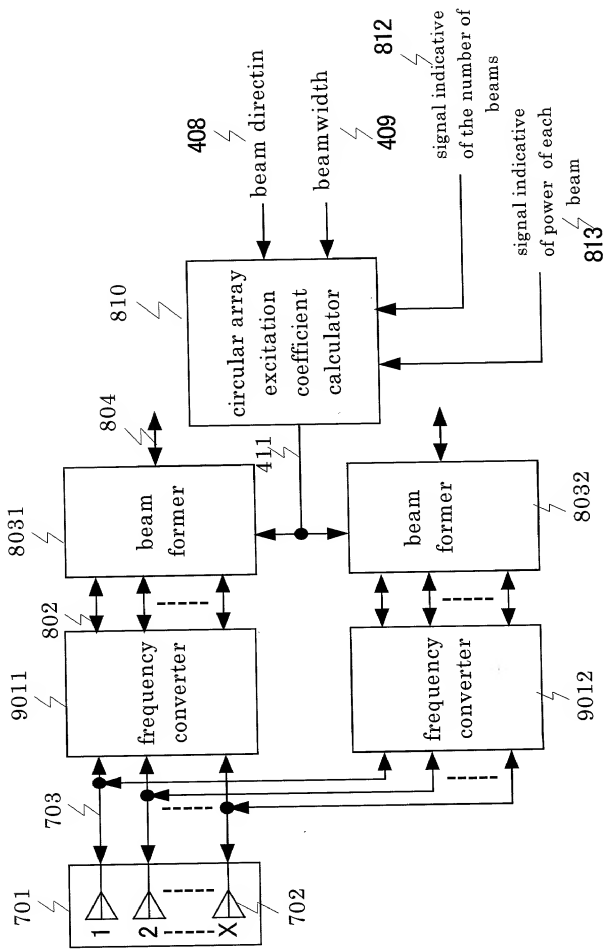 701
1
2
X
702
703
9011
frequency
converter
802
8031
beam
former
804
9012
frequency
converter
8032
beam
former
411
810
circular array
excitation
coefficient
calculator
408
beam directin
beamwidth
409
812
signal indicative
of the number of
beams
signal indicative
of power of each
beam
813